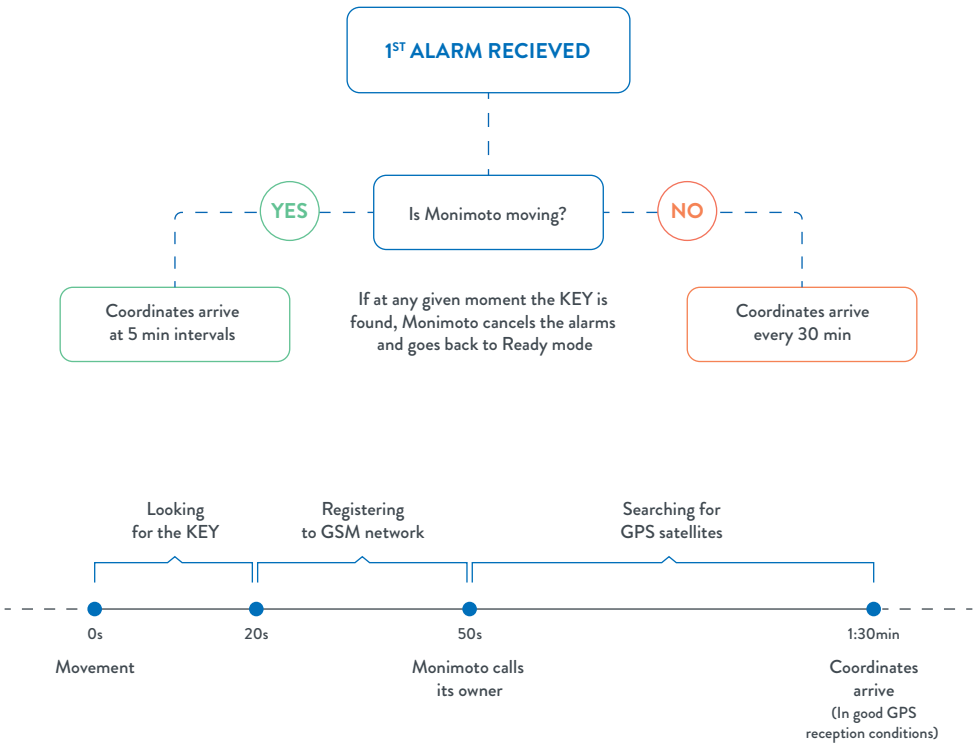 1ST ALARM RECIEVED
YES
Is Monimoto moving?
NO
Coordinates arrive
at 5 min intervals
If at any given moment the KEY is
found, Monimoto cancels the alarms
and goes back to Ready mode
Coordinates arrive
every 30 min
Looking
for the KEY
Registering
to GSM network
Searching for
GPS satellites
0s
20s
50s
1:30min
Movement
Monimoto calls
its owner
Coordinates
arrive
(In good GPS
reception conditions)